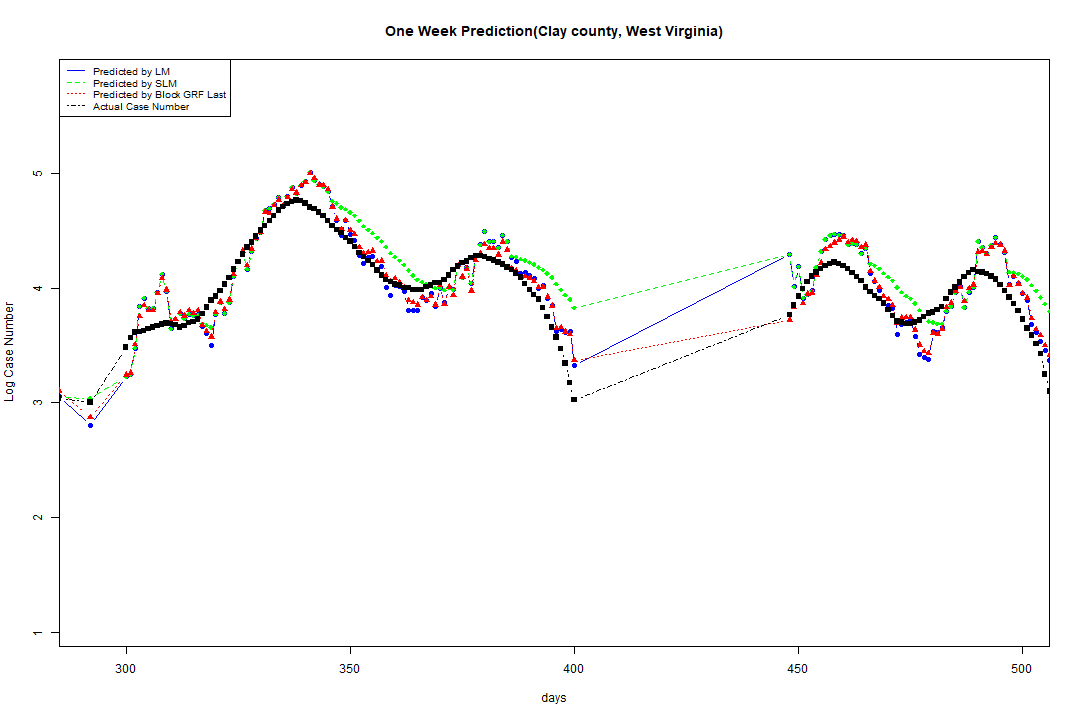 One Week Prediction(Clay county, West Virginia)
Predicted by LM
Predicted by SLM
Predicted by Block GRF Last
Actual Case Number
5
4
3
2
1
Log Case Number
300 350 400 450 500
days